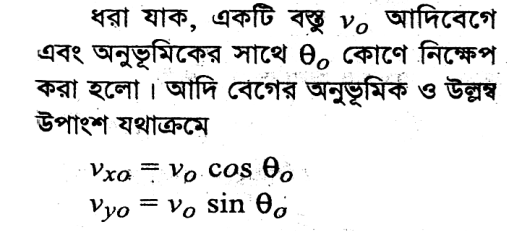 ধরা যাক, একটি বস্তু v₀ আদিবেগে
এবং অনুভূমিকের সাথে θ₀ কোণে নিক্ষেপ
করা হলো। আদি বেগের অনুভূমিক ও উল্লম্ব
উপাংশ যথাক্রমে
vₓ₀ = v₀ cos θ₀
v_y₀ = v₀ sin θ₀